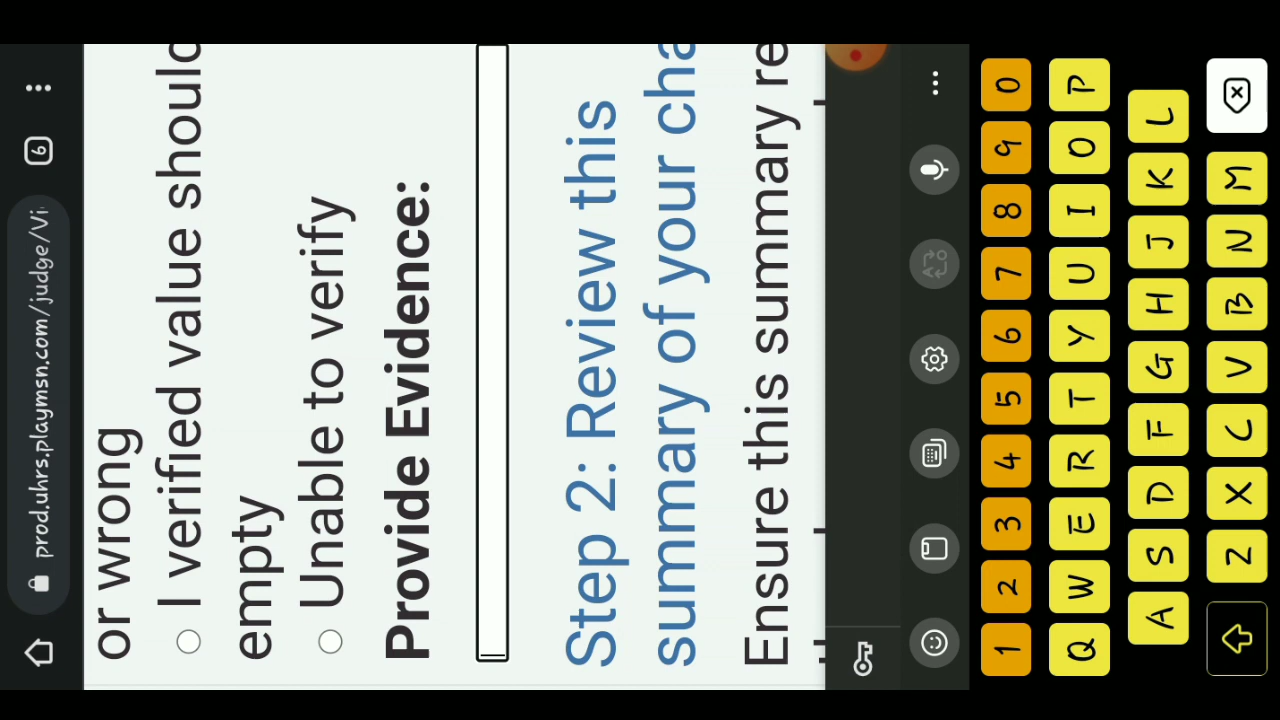 6
prod.uhrs.playmsn.com/judge/Vi
or wrong
I verified value should
empty
Unable to verify
Provide Evidence:
Step 2: Review this
summary of your cha
Ensure this summary re
1 2 3 4 5 6 7 8 9 0
Q W E R T Y U I O P
A S D F G H J K L
Z X C V B N M